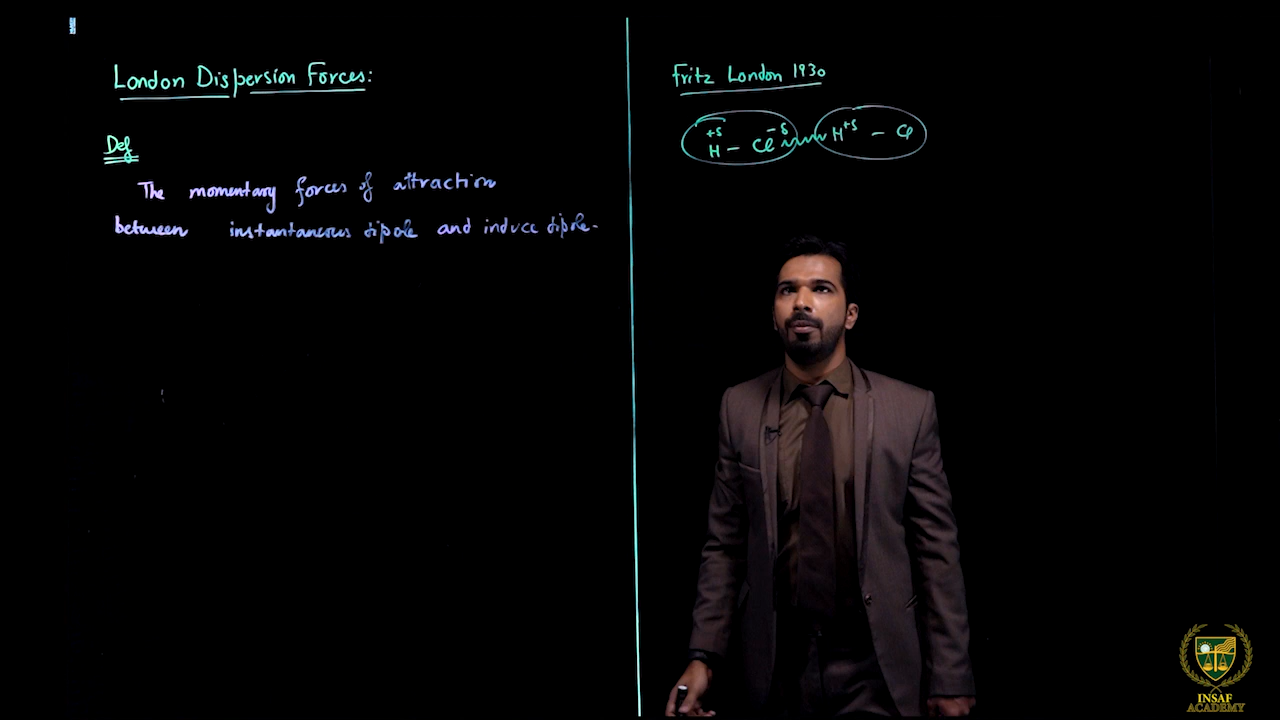 London Dispersion Forces:
Def
The momentary forces of attraction
between instantaneous dipole and induce dipole.
Fritz London 1930
+δ -δ +δ
H – Cl H – Cl
INSAF
ACADEMY